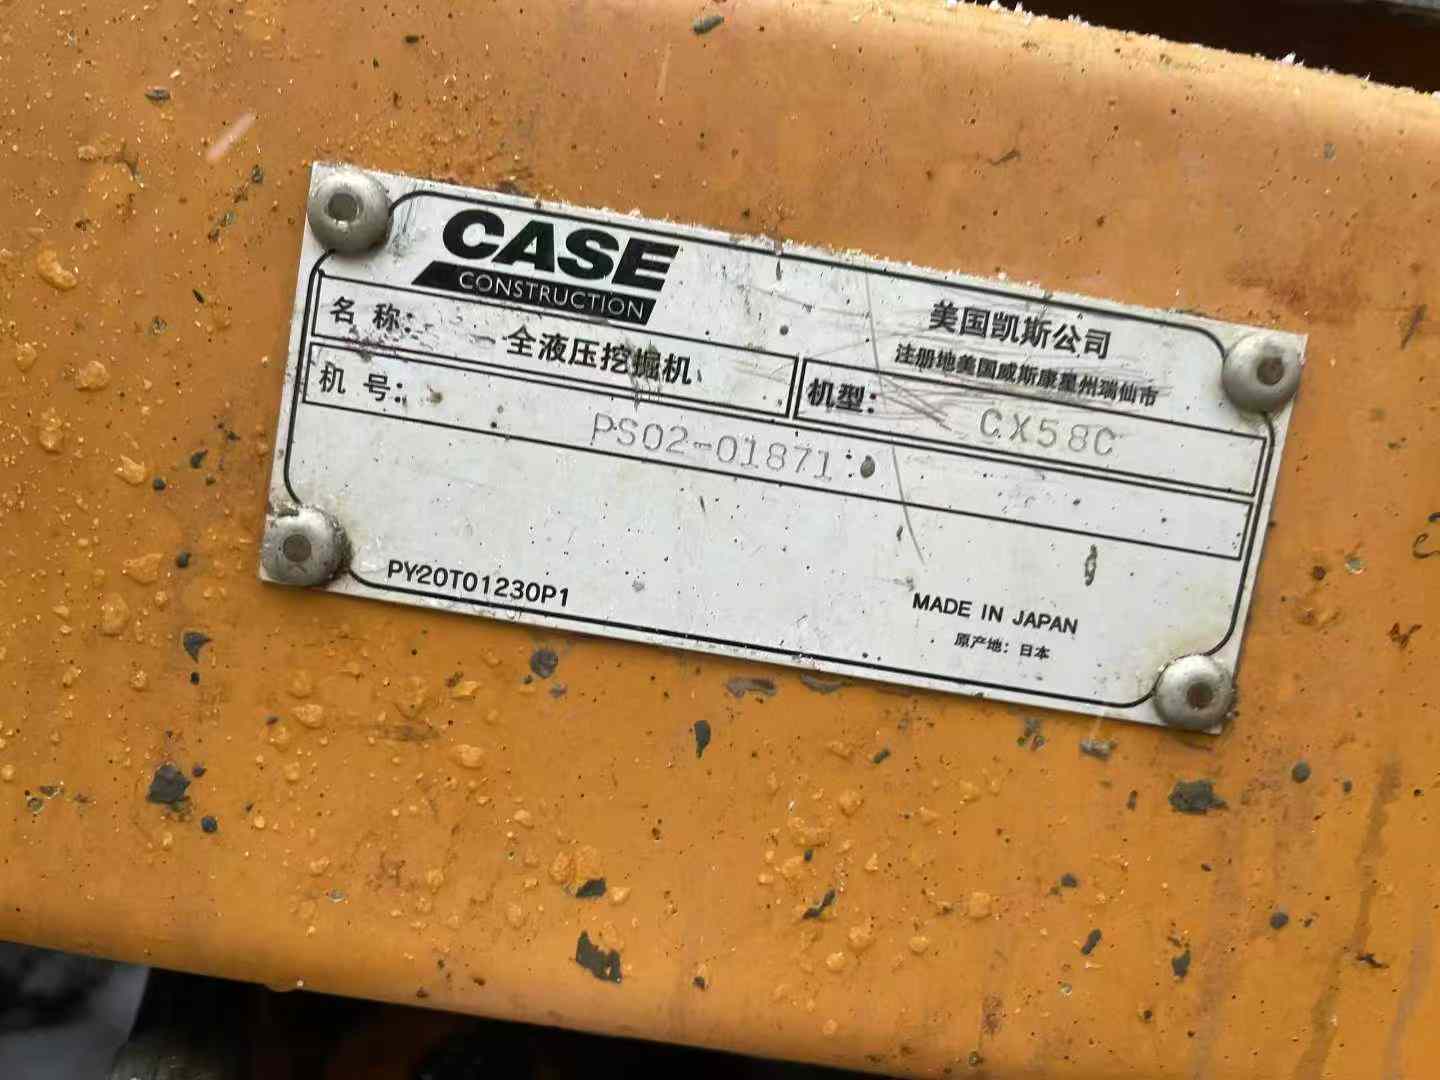 CASE
CONSTRUCTION
美国凯斯公司
注册地美国威斯康星州瑞仙市
名 称: 全液压挖掘机
机型: CX58C
机 号: PS02-01871
PY20T01230P1
MADE IN JAPAN
原产地: 日本